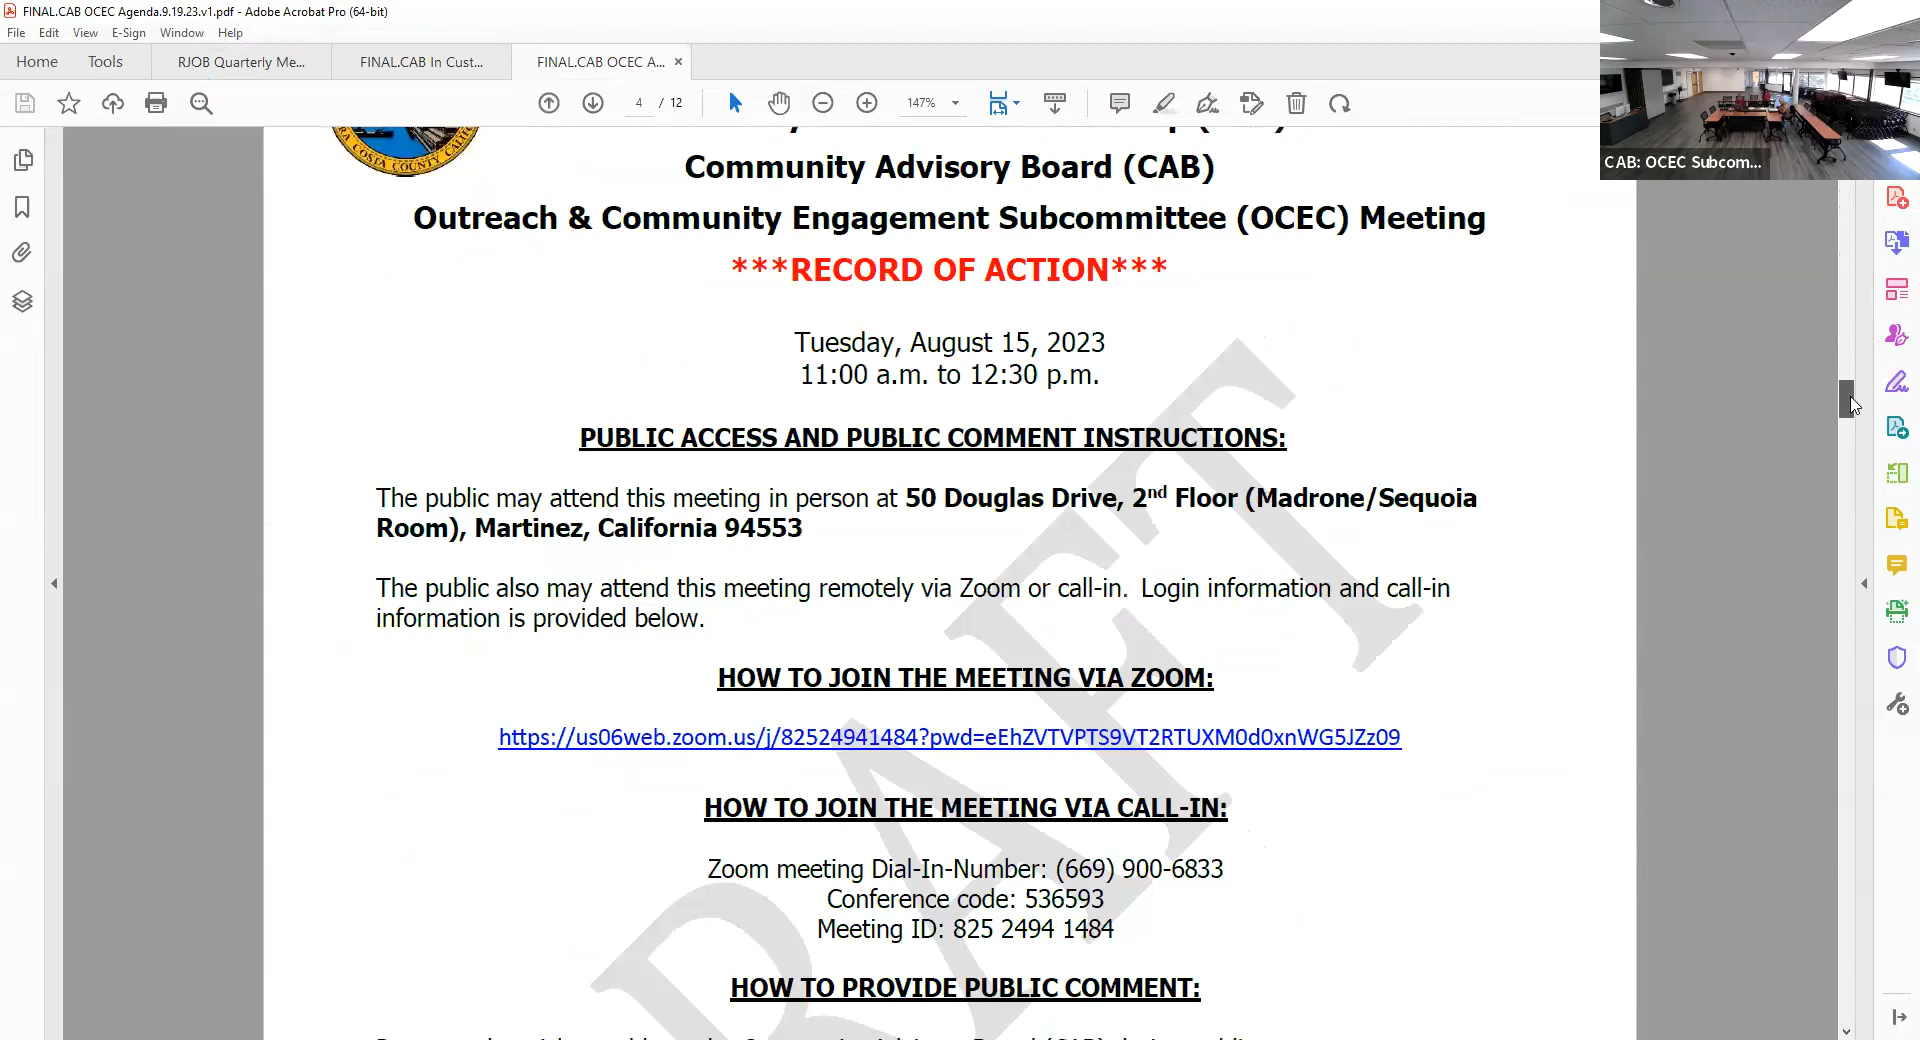 FINAL.CAB OCEC Agenda.9.19.23.v1.pdf - Adobe Acrobat Pro (64-bit)
File Edit View E-Sign Window Help
Home Tools RJOB Quarterly Me... FINAL.CAB In Cust... FINAL.CAB OCEC A... ×
4 / 12 147%
CAB: OCEC Subcom...
COSTA COUNTY
Community Advisory Board (CAB)
Outreach & Community Engagement Subcommittee (OCEC) Meeting
***RECORD OF ACTION***
Tuesday, August 15, 2023
11:00 a.m. to 12:30 p.m.
PUBLIC ACCESS AND PUBLIC COMMENT INSTRUCTIONS:
The public may attend this meeting in person at 50 Douglas Drive, 2nd Floor (Madrone/Sequoia
Room), Martinez, California 94553
The public also may attend this meeting remotely via Zoom or call-in. Login information and call-in
information is provided below.
HOW TO JOIN THE MEETING VIA ZOOM:
https://us06web.zoom.us/j/82524941484?pwd=eEhZVTVPTS9VT2RTUXM0d0xnWG5JZz09
HOW TO JOIN THE MEETING VIA CALL-IN:
Zoom meeting Dial-In-Number: (669) 900-6833
Conference code: 536593
Meeting ID: 825 2494 1484
HOW TO PROVIDE PUBLIC COMMENT: